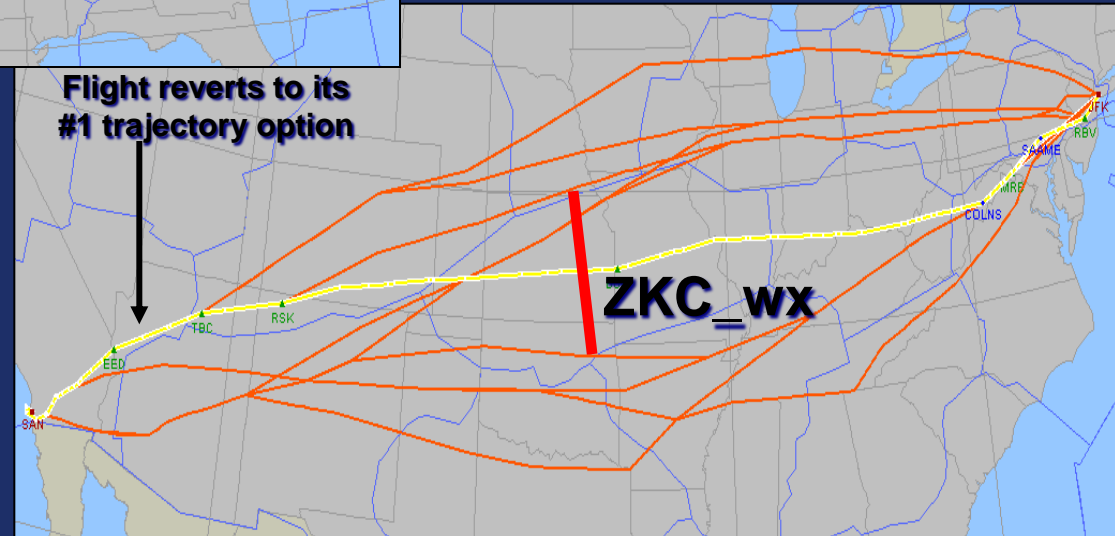 Flight reverts to its
#1 trajectory option
JFK
RBV
SAAME
MRB
COLNS
ZKC_wx
RSK
TBC
EED
SAN